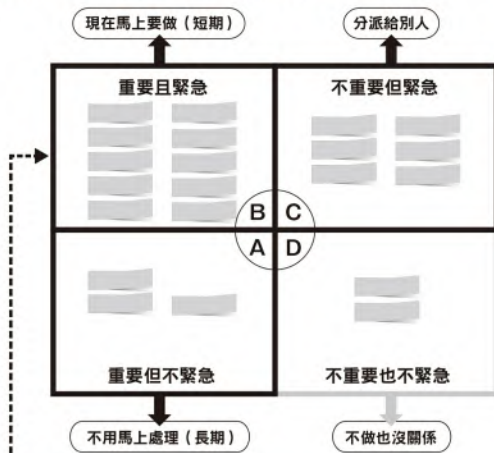 現在馬上要做（短期）
分派給別人
重要且緊急
不重要但緊急
B
C
A
D
重要但不緊急
不重要也不緊急
不用馬上處理（長期）
不做也沒關係